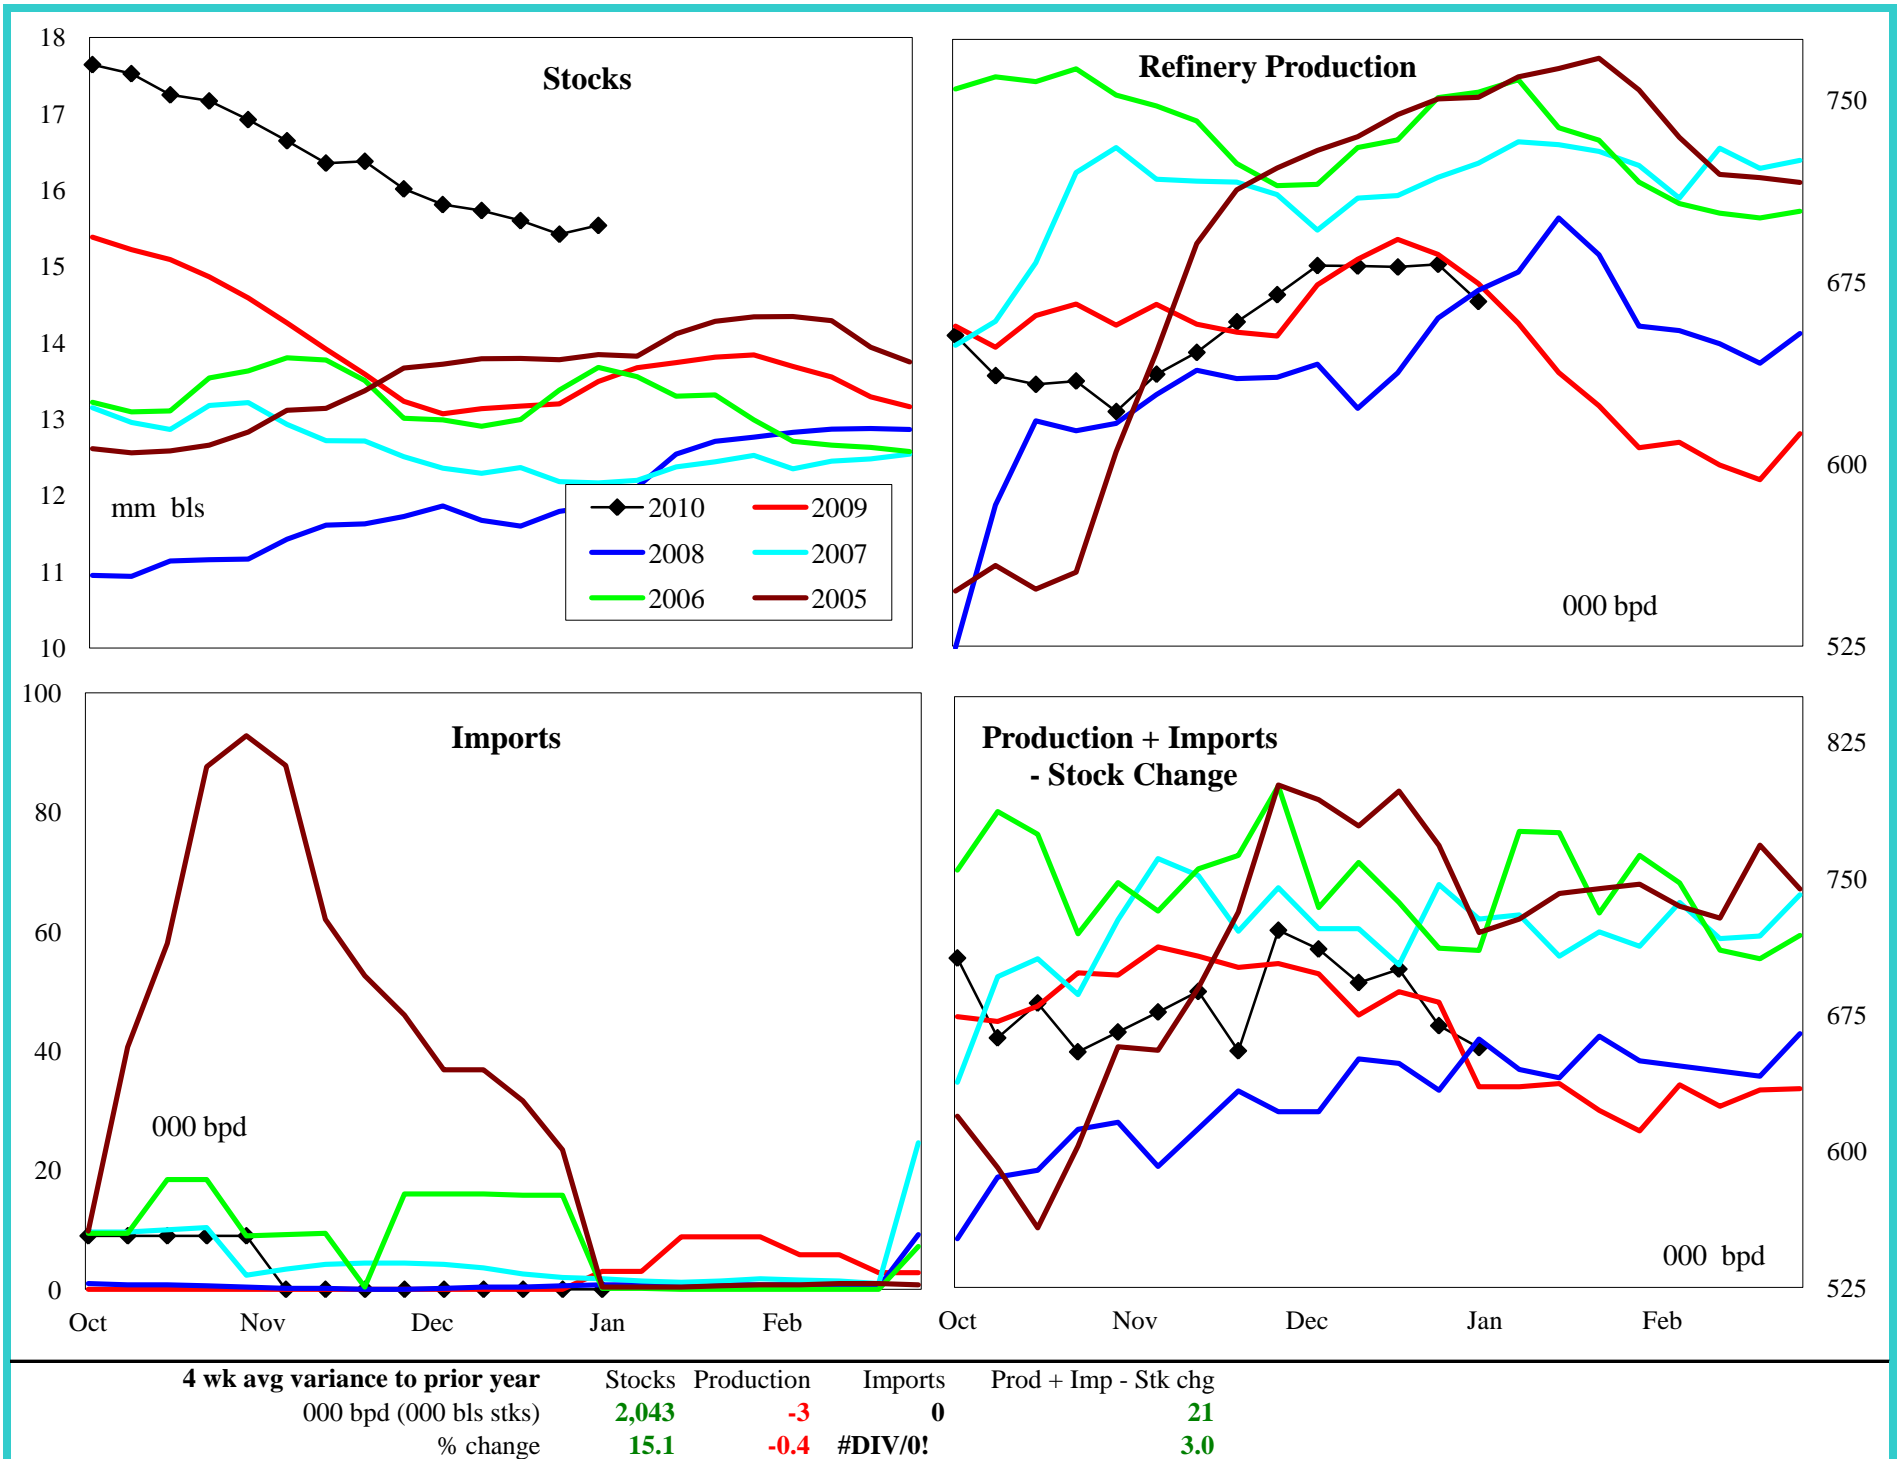 Stocks
18
17
16
15
14
13
12
11
10
mm bls
2010
2009
2008
2007
2006
2005
Refinery Production
750
675
600
525
000 bpd
Imports
100
80
60
40
20
0
000 bpd
Oct Nov Dec Jan Feb
Production + Imports
- Stock Change
825
750
675
600
525
000 bpd
Oct Nov Dec Jan Feb
4 wk avg variance to prior year Stocks Production Imports Prod + Imp - Stk chg
000 bpd (000 bls stks) 2,043 -3 0 21
% change 15.1 -0.4 #DIV/0! 3.0